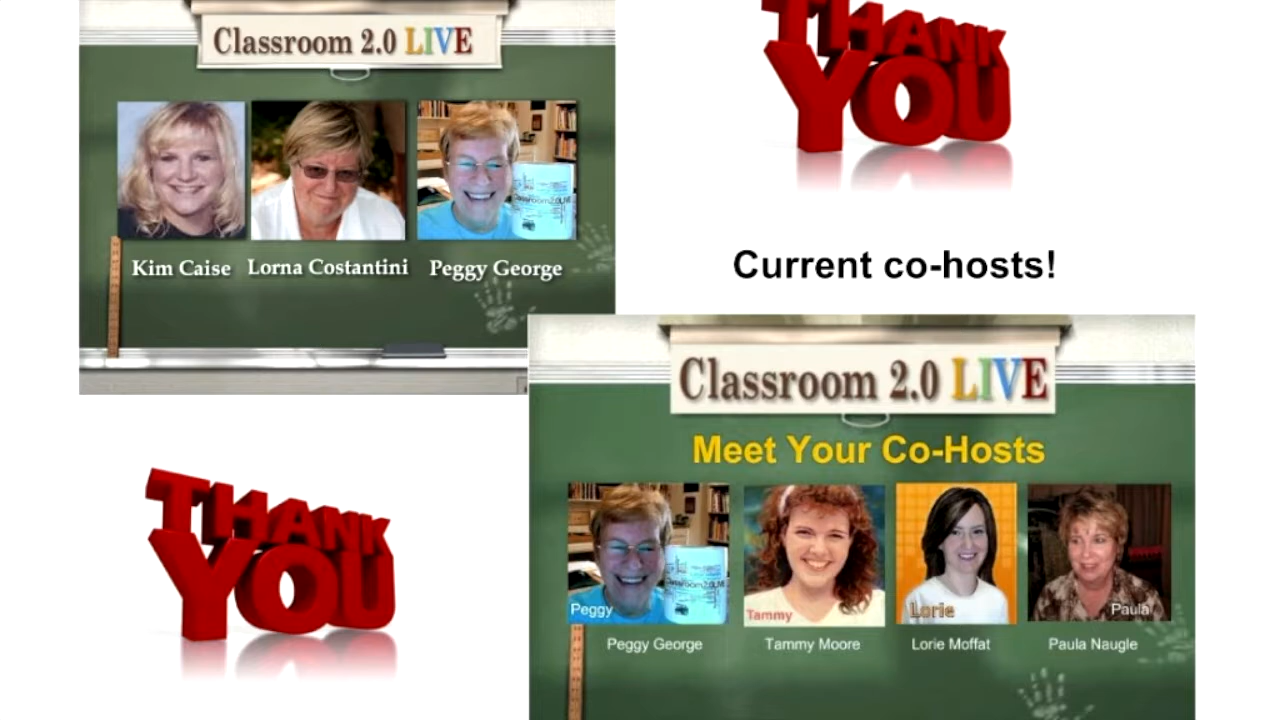 Classroom 2.0 LIVE
Kim Caise Lorna Costantini Peggy George
THANK
YOU
Current co-hosts!
Classroom 2.0 LIVE
Meet Your Co-Hosts
Peggy Tammy Lorie Paula
Peggy George Tammy Moore Lorie Moffat Paula Naugle
THANK
YOU